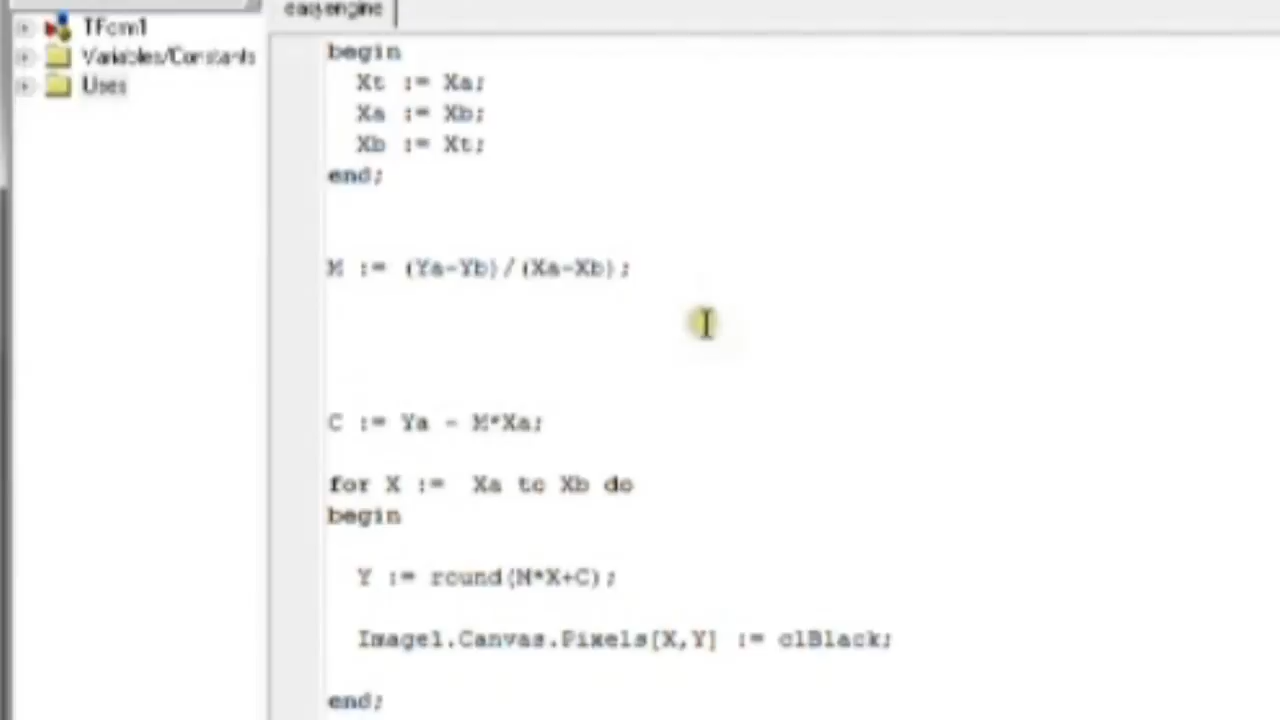 TForm1
Variables/Constants
Uses
easyengine
begin
Xt := Xa;
Xa := Xb;
Xb := Xt;
end;
M := (Ya-Yb)/(Xa-Xb);
C := Ya - M*Xa;
for X := Xa to Xb do
begin
Y := round(M*X+C);
Image1.Canvas.Pixels[X,Y] := clBlack;
end;